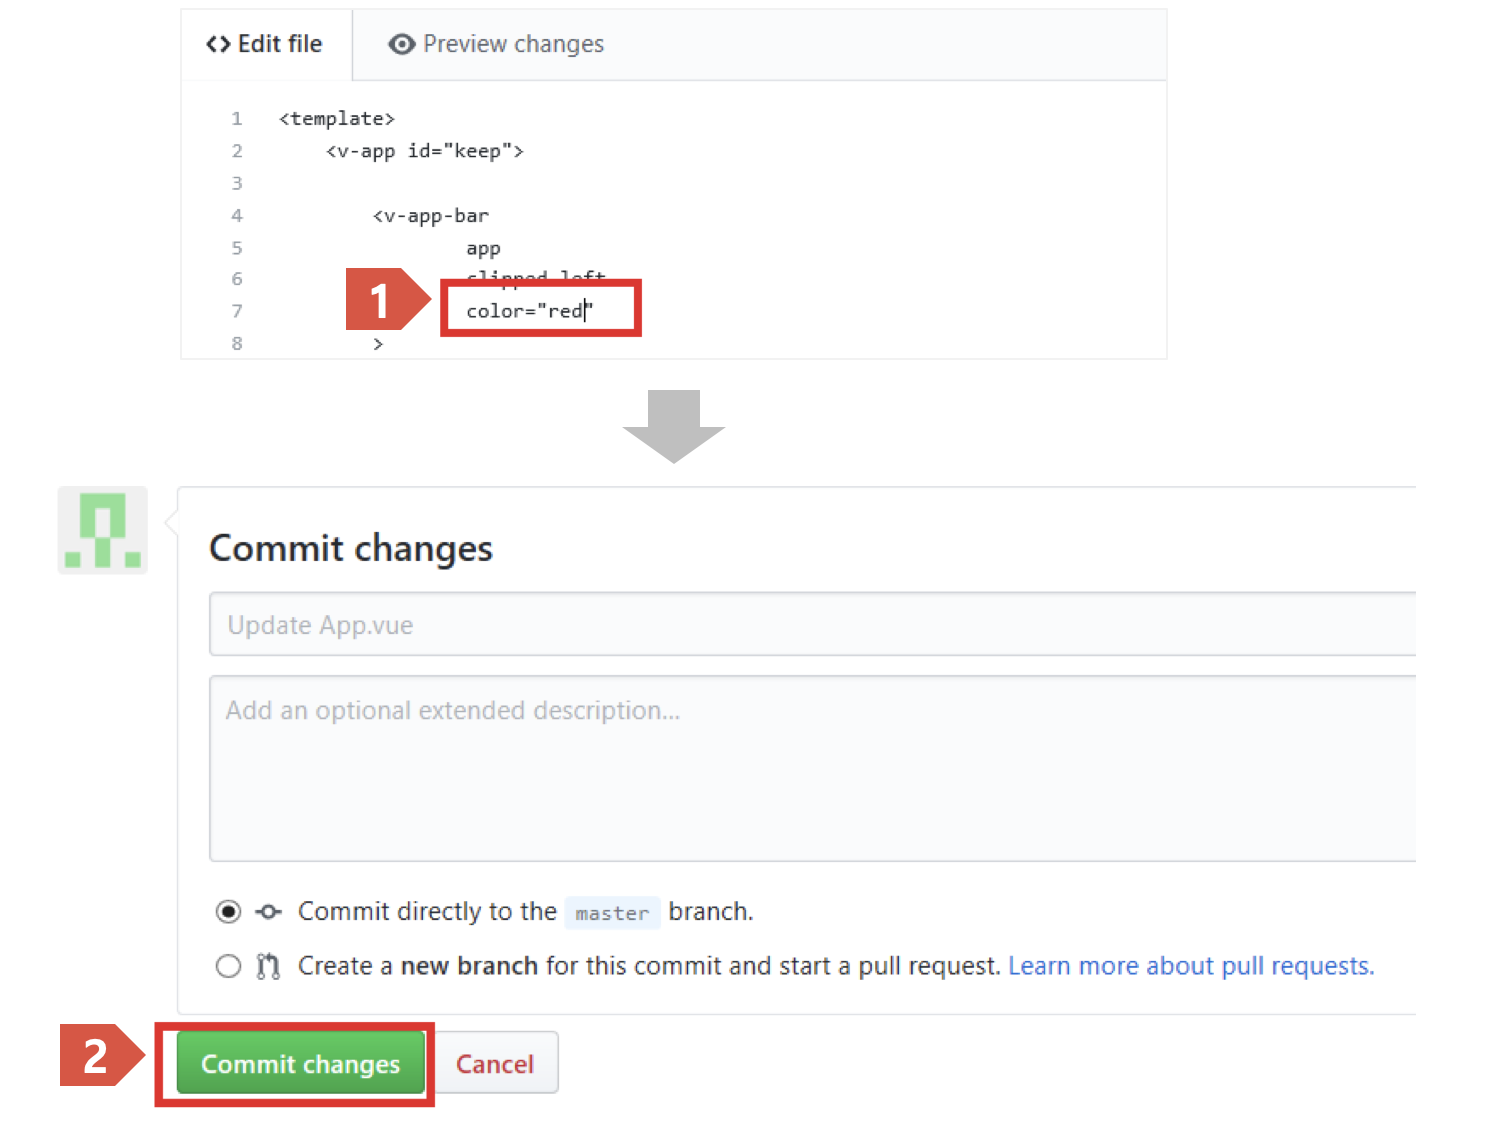 <> Edit file Preview changes
1 <template>
2 <v-app id="keep">
3
4 <v-app-bar
5 app
6 clipped-left
1
7 color="red"
8 >
Commit changes
Update App.vue
Add an optional extended description...
Commit directly to the master branch.
Create a new branch for this commit and start a pull request. Learn more about pull requests.
2
Commit changes Cancel